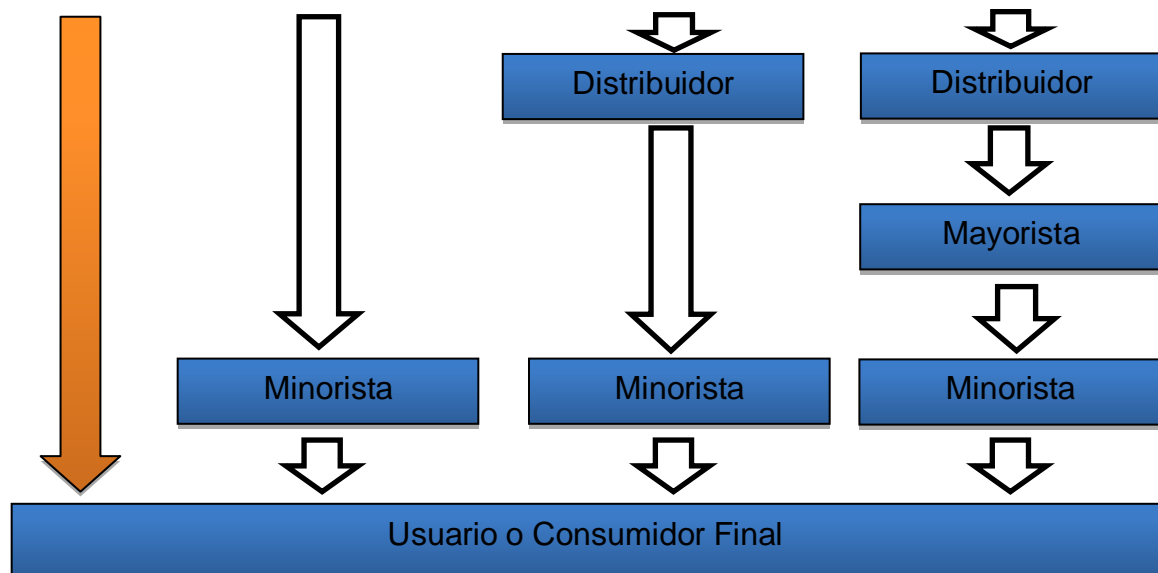 Distribuidor
Distribuidor
Mayorista
Minorista
Minorista
Minorista
Usuario o Consumidor Final